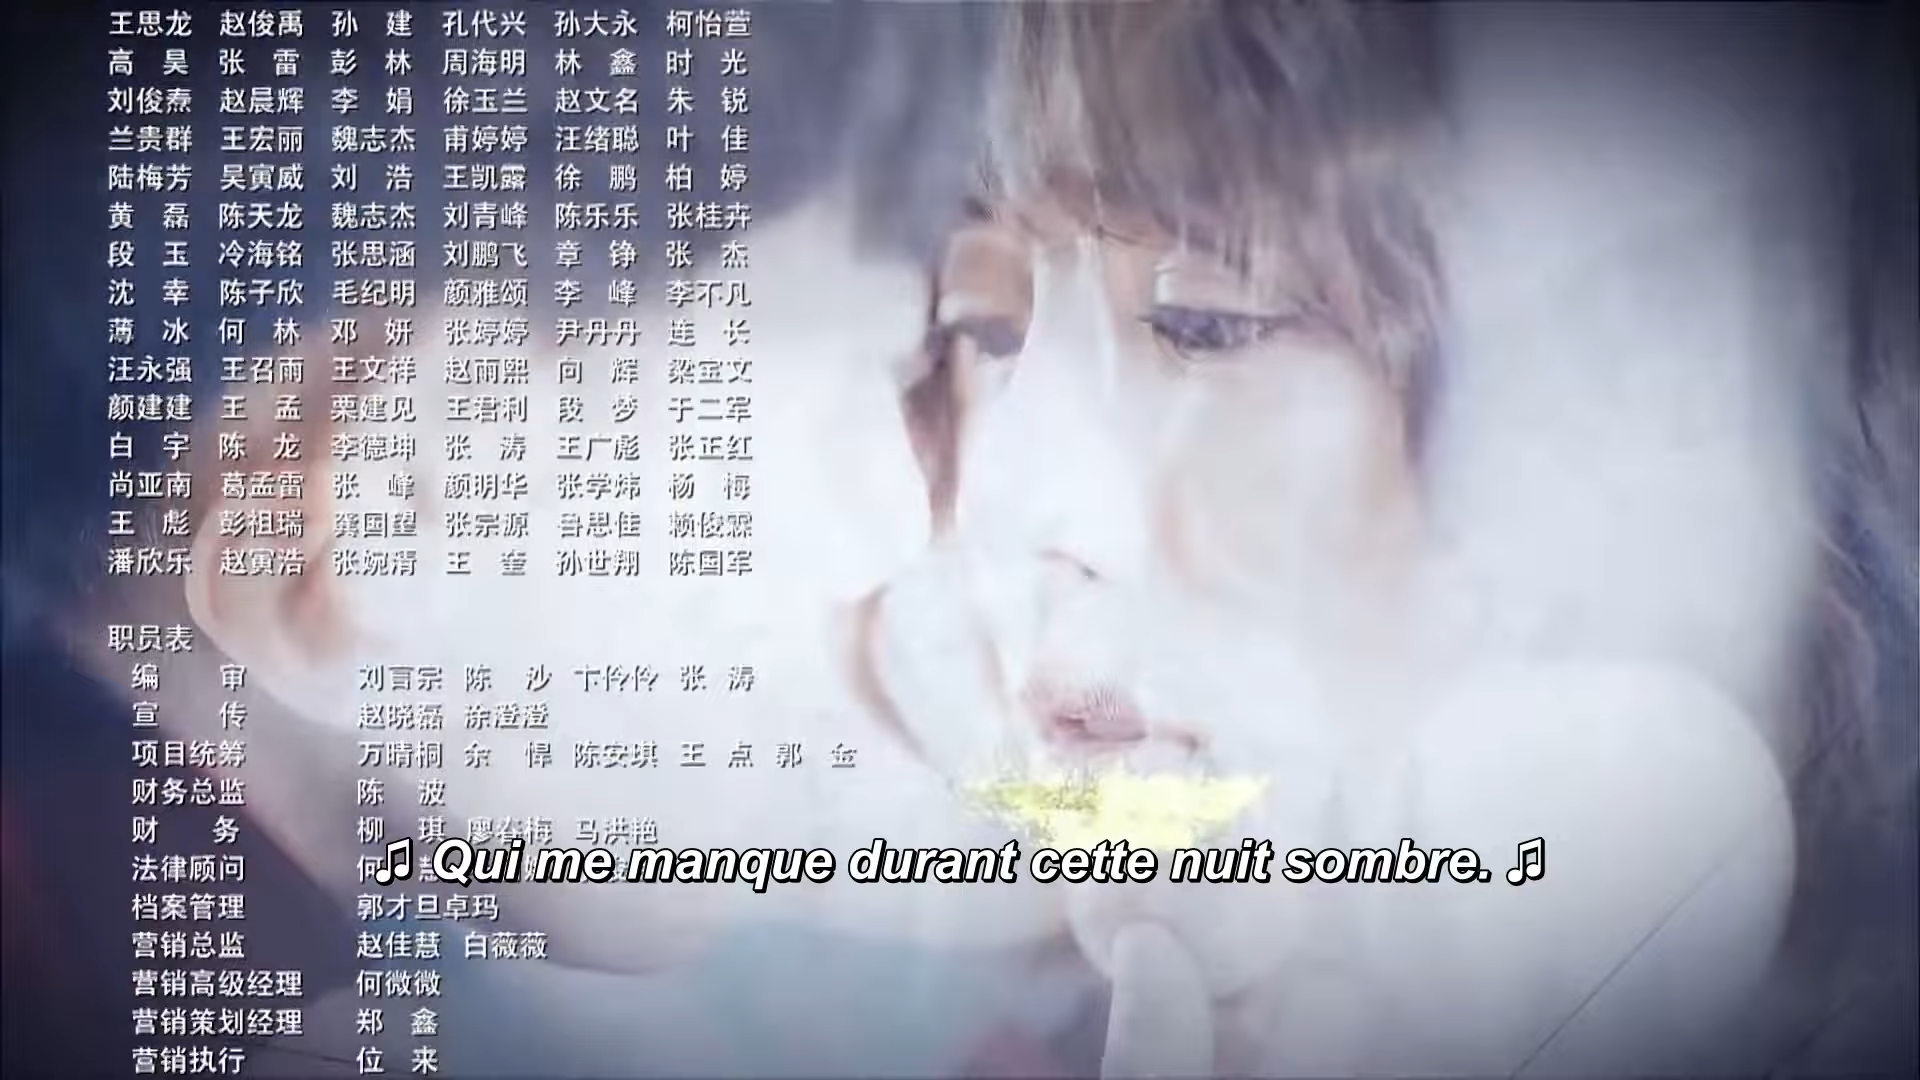 王思龙 赵俊禹 孙 建 孔代兴 孙大永 柯怡萱
高 昊 张 雷 彭 林 周海明 林 鑫 时 光
刘俊焘 赵晨辉 李 娟 徐玉兰 赵文名 朱 锐
兰贵群 王宏丽 魏志杰 甫婷婷 汪绪聪 叶 佳
陆梅芳 吴寅威 刘 浩 王凯露 徐 鹏 柏 婷
黄 磊 陈天龙 魏志杰 刘青峰 陈乐乐 张桂卉
段 玉 冷海铭 张思涵 刘鹏飞 章 铮 张 杰
沈 幸 陈子欣 毛纪明 颜雅颂 李 峰 李不凡
薄 冰 何 林 邓 妍 张婷婷 尹丹丹 连 长
汪永强 王召雨 王文祥 赵雨熙 向 辉 梁宝文
颜建建 王 孟 栗建见 王君利 段 梦 于二军
白 宇 陈 龙 李德坤 张 涛 王广彪 张正红
尚亚南 葛孟雷 张 峰 颜明华 张学炜 杨 梅
王 彪 彭祖瑞 龚国望 张宗源 鲁思佳 赖俊霖
潘欣乐 赵寅浩 张婉清 王 奎 孙世翔 陈国军
职员表
编 审 刘言宗 陈 沙 卞伶伶 张 涛
宣 传 赵晓磊 涂澄澄
项目统筹 万晴桐 余 悍 陈安琪 王 点 郭 金
财务总监 陈 波
财 务 柳 琪 廖春梅 马洪艳
法律顾问 何 慧
♫ Qui me manque durant cette nuit sombre. ♫
档案管理 郭才旦卓玛
营销总监 赵佳慧 白薇薇
营销高级经理 何微微
营销策划经理 郑 鑫
营销执行 位 来